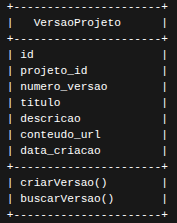 +----------------------+
|   VersaoProjeto      |
+----------------------+
| id                   |
| projeto_id           |
| numero_versao        |
| titulo               |
| descricao            |
| conteudo_url         |
| data_criacao         |
+----------------------+
| criarVersao()        |
| buscarVersao()       |
+----------------------+